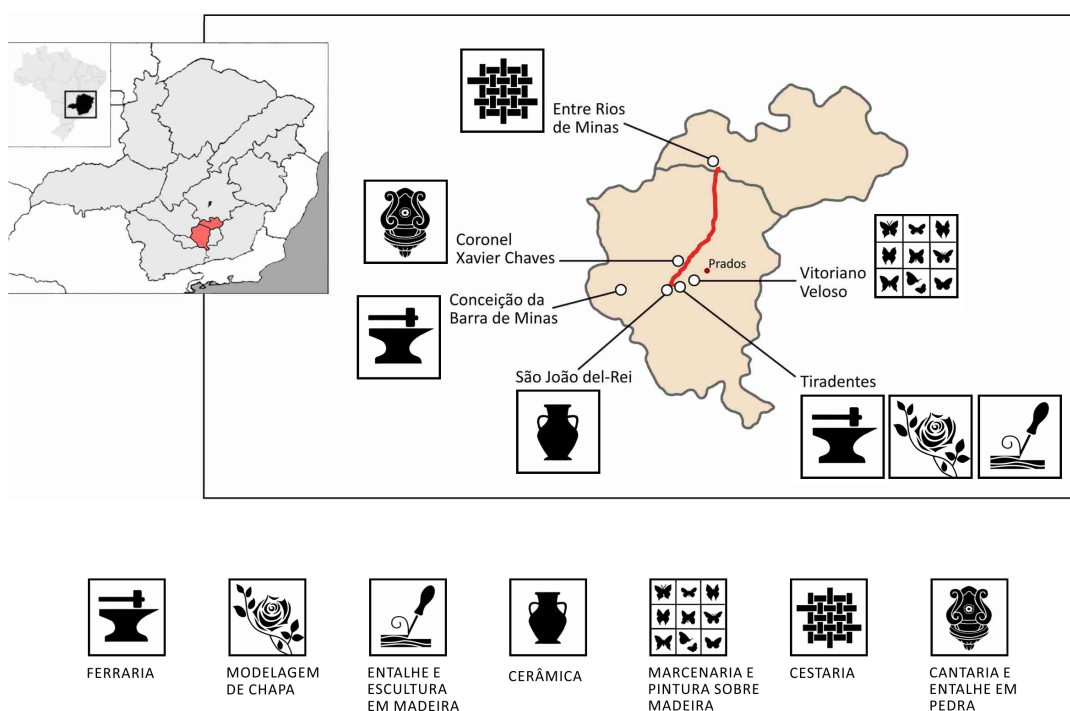 Entre Rios
de Minas
Coronel
Xavier Chaves
Prados
Vitoriano
Veloso
Conceição da
Barra de Minas
São João del-Rei
Tiradentes
FERRARIA
MODELAGEM
DE CHAPA
ENTALHE E
ESCULTURA
EM MADEIRA
CERÂMICA
MARCENARIA E
PINTURA SOBRE
MADEIRA
CESTARIA
CANTARIA E
ENTALHE EM
PEDRA